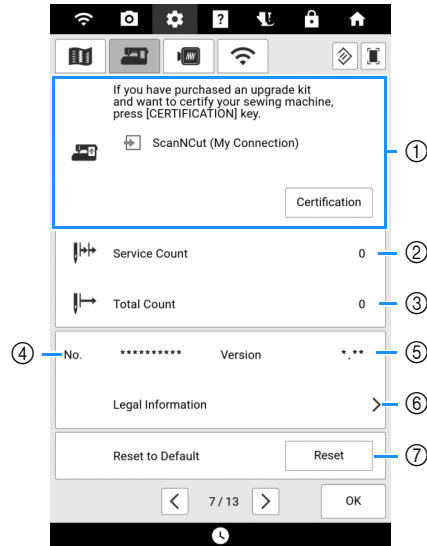 ?
If you have purchased an upgrade kit
and want to certify your sewing machine,
press [CERTIFICATION] key.
ScanNCut (My Connection)
①
Certification
Service Count 0 ②
Total Count 0 ③
④ No. ********** Version *.** ⑤
Legal Information > ⑥
Reset to Default Reset ⑦
< 7 / 13 > OK